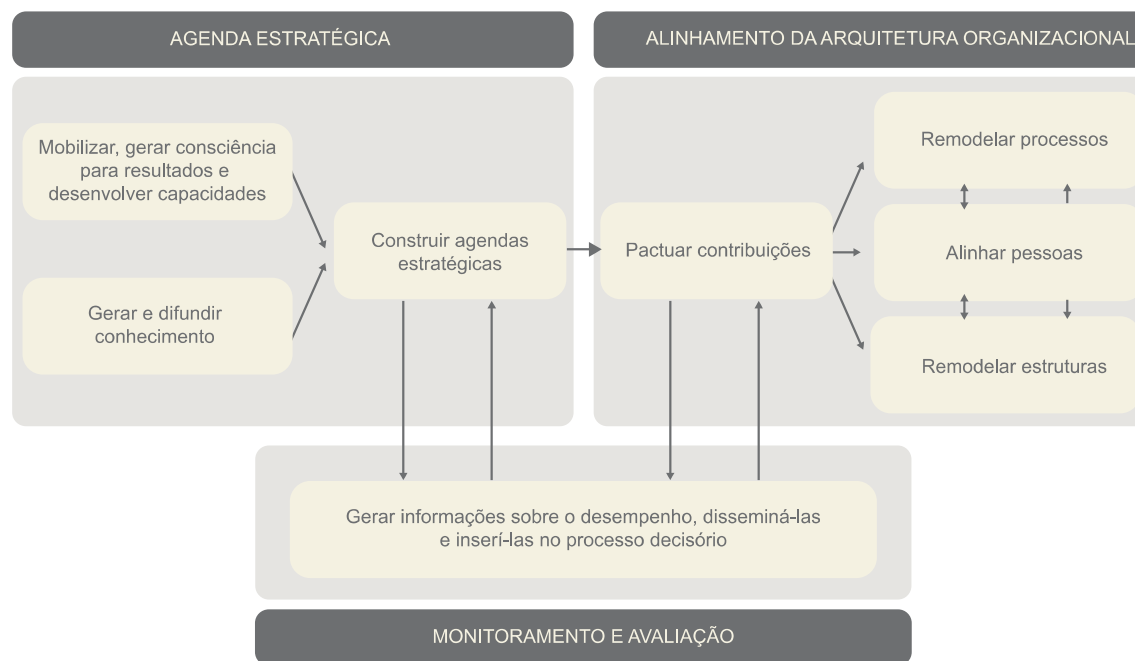 AGENDA ESTRATÉGICA
ALINHAMENTO DA ARQUITETURA ORGANIZACIONAL
Mobilizar, gerar consciência
para resultados e
desenvolver capacidades
Gerar e difundir
conhecimento
Construir agendas
estratégicas
Pactuar contribuições
Remodelar processos
Alinhar pessoas
Remodelar estruturas
Gerar informações sobre o desempenho, disseminá-las
e inserí-las no processo decisório
MONITORAMENTO E AVALIAÇÃO